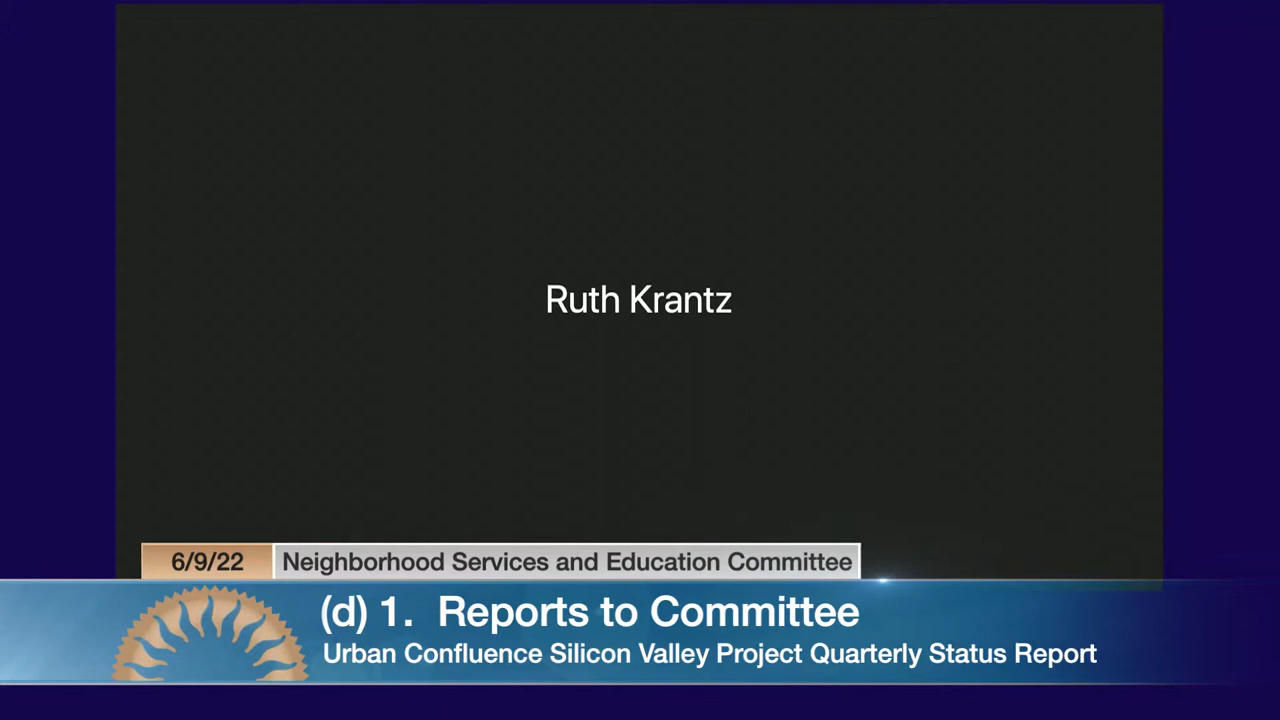 Ruth Krantz
6/9/22 Neighborhood Services and Education Committee
(d) 1. Reports to Committee
Urban Confluence Silicon Valley Project Quarterly Status Report